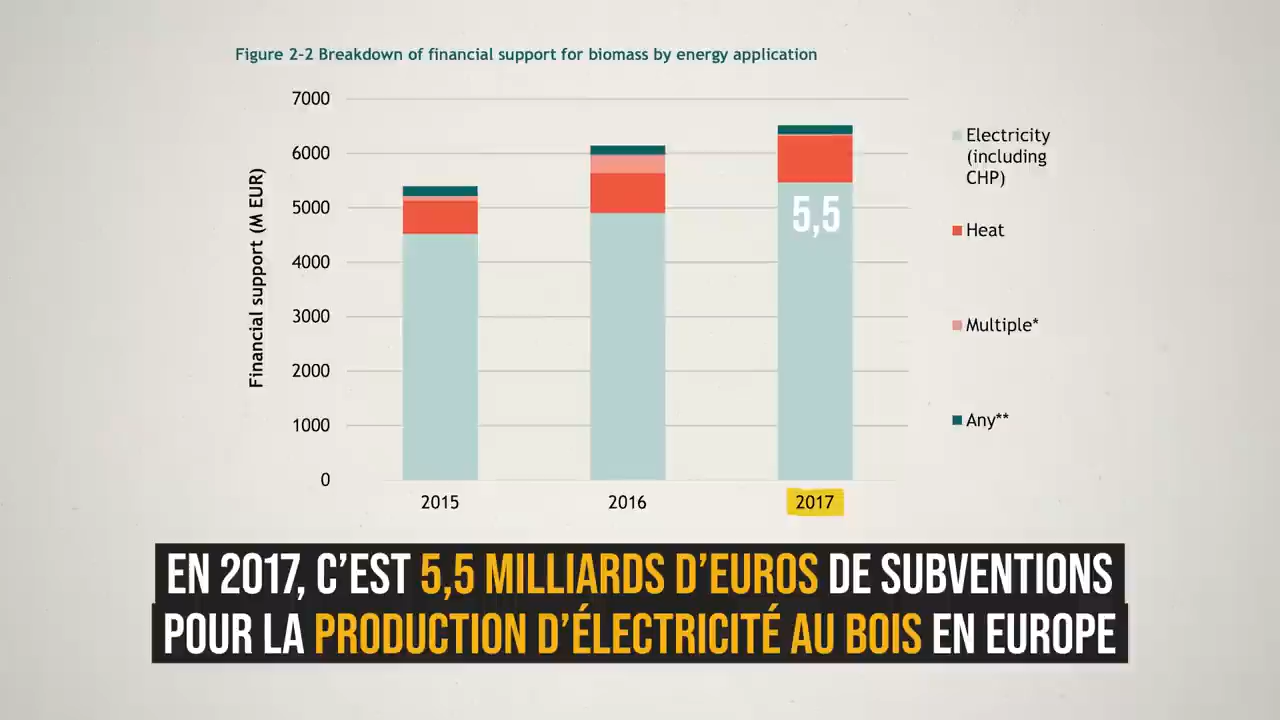 Figure 2-2 Breakdown of financial support for biomass by energy application
Financial support (M EUR)
7000
6000
5000
4000
3000
2000
1000
0
5,5
2015
2016
2017
Electricity
(including
CHP)
Heat
Multiple*
Any**
EN 2017, C’EST 5,5 MILLIARDS D’EUROS DE SUBVENTIONS
POUR LA PRODUCTION D’ÉLECTRICITÉ AU BOIS EN EUROPE